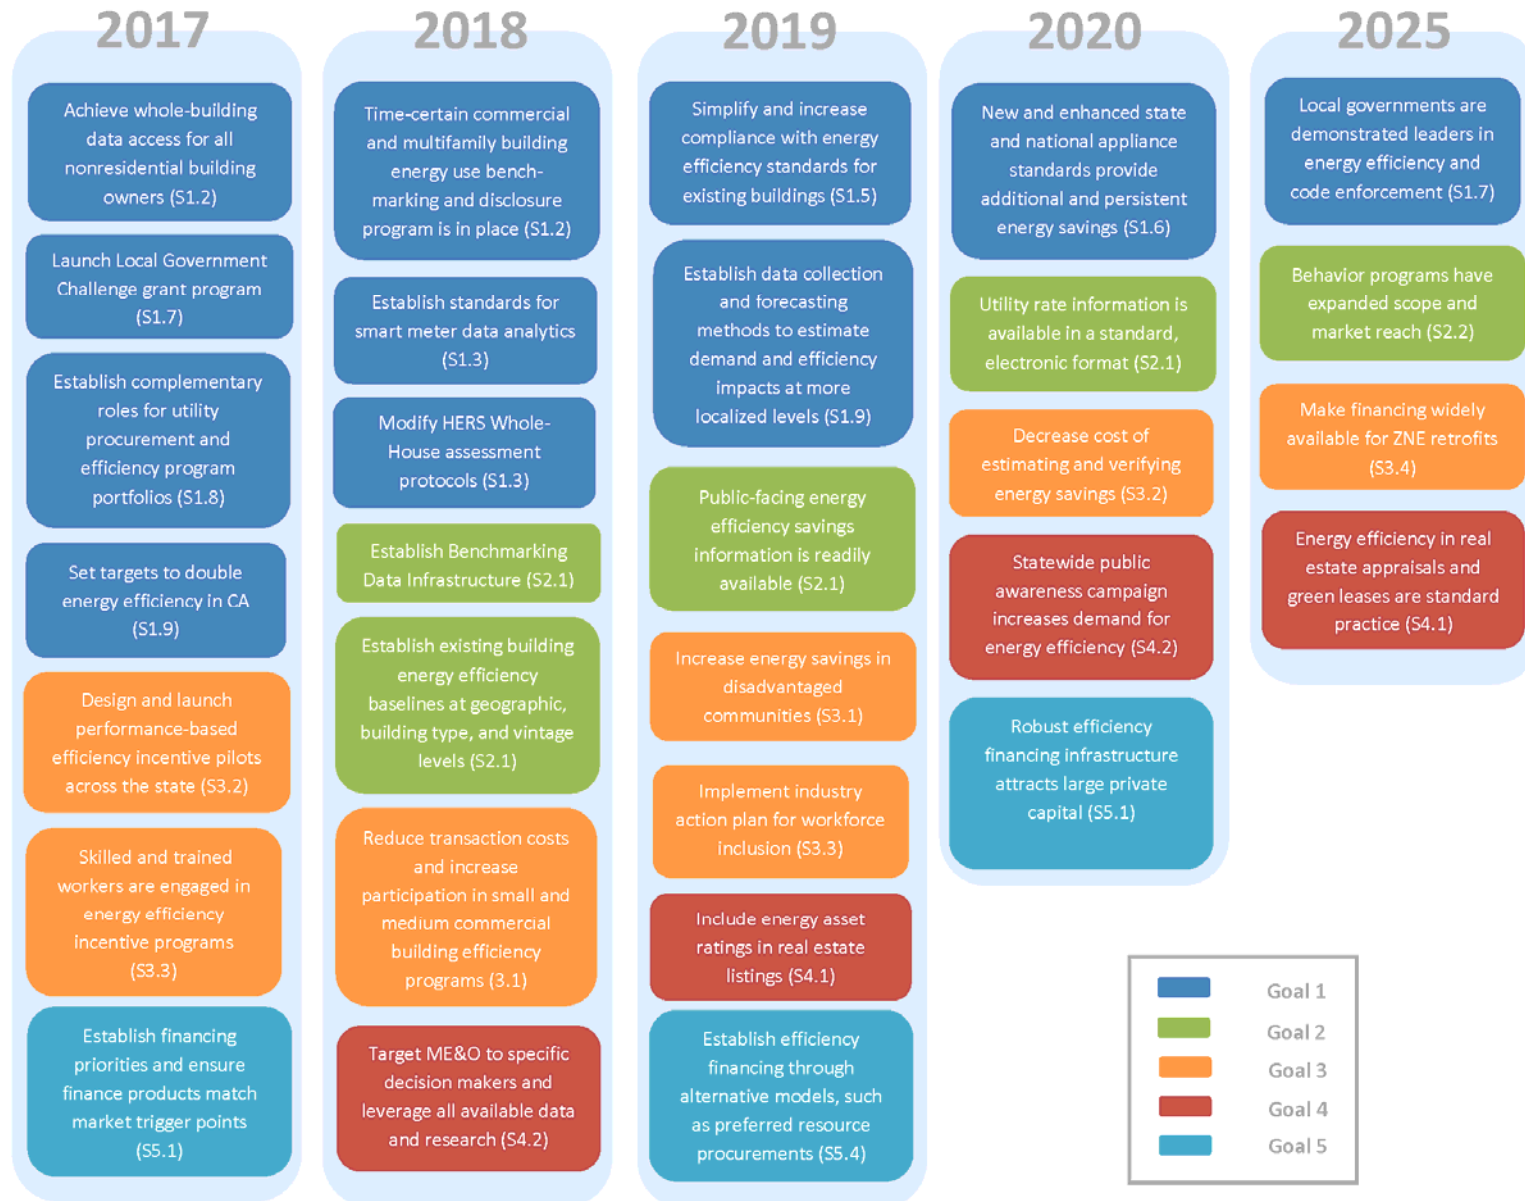 2017
Achieve whole-building
data access for all
nonresidential building
owners (S1.2)
Launch Local Government
Challenge grant program
(S1.7)
Establish complementary
roles for utility
procurement and
efficiency program
portfolios (S1.8)
Set targets to double
energy efficiency in CA
(S1.9)
Design and launch
performance-based
efficiency incentive pilots
across the state (S3.2)
Skilled and trained
workers are engaged in
energy efficiency
incentive programs
(S3.3)
Establish financing
priorities and ensure
finance products match
market trigger points
(S5.1)
2018
Time-certain commercial
and multifamily building
energy use bench-
marking and disclosure
program is in place (S1.2)
Establish standards for
smart meter data analytics
(S1.3)
Modify HERS Whole-
House assessment
protocols (S1.3)
Establish Benchmarking
Data Infrastructure (S2.1)
Establish existing building
energy efficiency
baselines at geographic,
building type, and vintage
levels (S2.1)
Reduce transaction costs
and increase
participation in small and
medium commercial
building efficiency
programs (3.1)
Target ME&O to specific
decision makers and
leverage all available data
and research (S4.2)
2019
Simplify and increase
compliance with energy
efficiency standards for
existing buildings (S1.5)
Establish data collection
and forecasting
methods to estimate
demand and efficiency
impacts at more
localized levels (S1.9)
Public-facing energy
efficiency savings
information is readily
available (S2.1)
Increase energy savings in
disadvantaged
communities (S3.1)
Implement industry
action plan for workforce
inclusion (S3.3)
Include energy asset
ratings in real estate
listings (S4.1)
Establish efficiency
financing through
alternative models, such
as preferred resource
procurements (S5.4)
2020
New and enhanced state
and national appliance
standards provide
additional and persistent
energy savings (S1.6)
Utility rate information is
available in a standard,
electronic format (S2.1)
Decrease cost of
estimating and verifying
energy savings (S3.2)
Statewide public
awareness campaign
increases demand for
energy efficiency (S4.2)
Robust efficiency
financing infrastructure
attracts large private
capital (S5.1)
2025
Local governments are
demonstrated leaders in
energy efficiency and
code enforcement (S1.7)
Behavior programs have
expanded scope and
market reach (S2.2)
Make financing widely
available for ZNE retrofits
(S3.4)
Energy efficiency in real
estate appraisals and
green leases are standard
practice (S4.1)
Goal 1
Goal 2
Goal 3
Goal 4
Goal 5